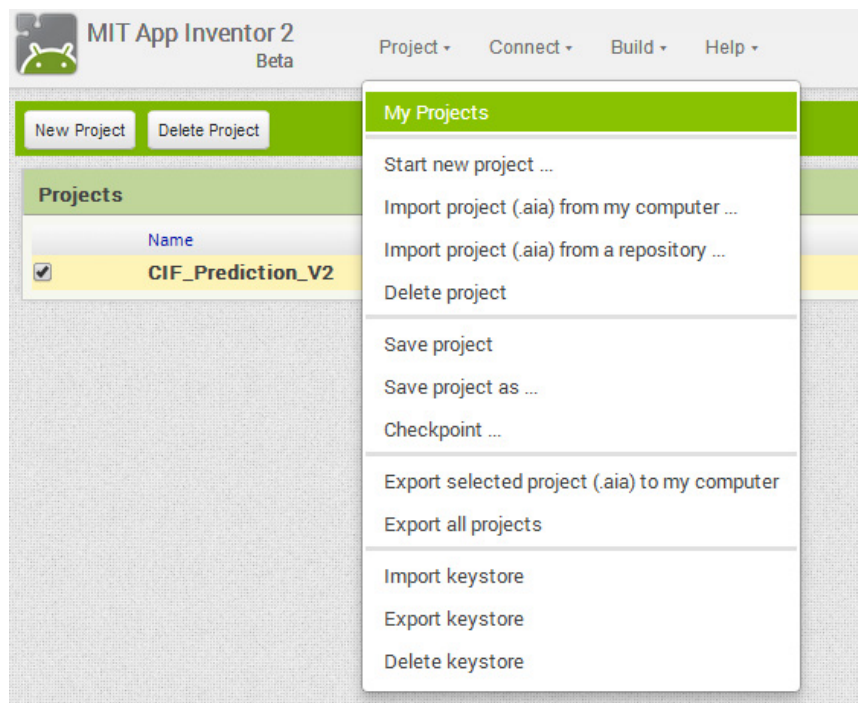 MIT App Inventor 2
Beta
Project
Connect
Build
Help
New Project
Delete Project
My Projects
Start new project ...
Import project (.aia) from my computer ...
Import project (.aia) from a repository ...
Delete project
Save project
Save project as ...
Checkpoint ...
Export selected project (.aia) to my computer
Export all projects
Import keystore
Export keystore
Delete keystore
Projects
Name
CIF_Prediction_V2